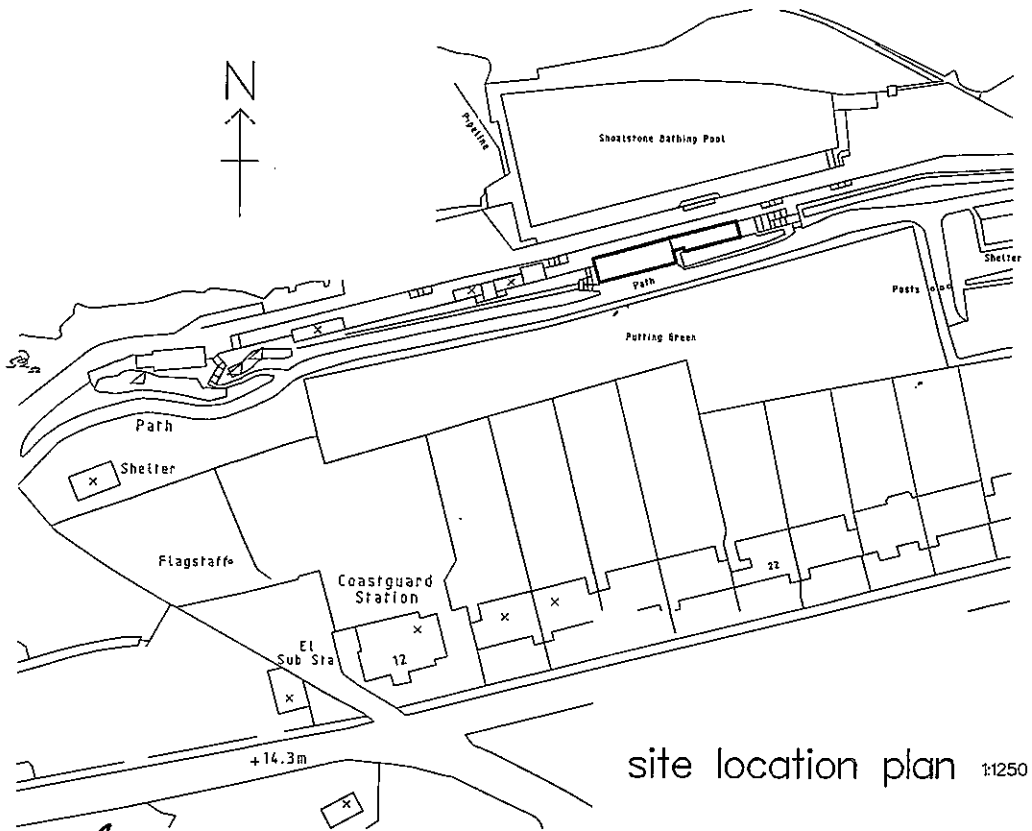 N
Pipeline
Shoalstone Bathing Pool
Shelter
Path
Posts
Putting Green
Path
Shelter
Flagstaff
Coastguard
Station
El
Sub Sta
12
22
+14.3m
site location plan 1:1250